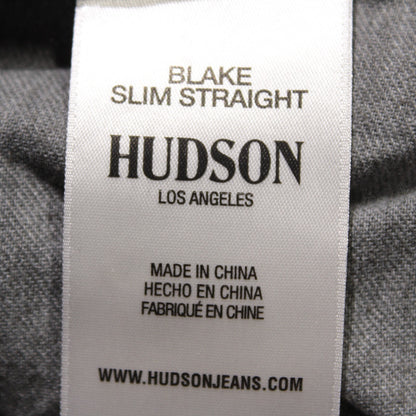 BLAKE
SLIM STRAIGHT
HUDSON
LOS ANGELES
MADE IN CHINA
HECHO EN CHINA
FABRIQUÉ EN CHINE
WWW.HUDSONJEANS.COM